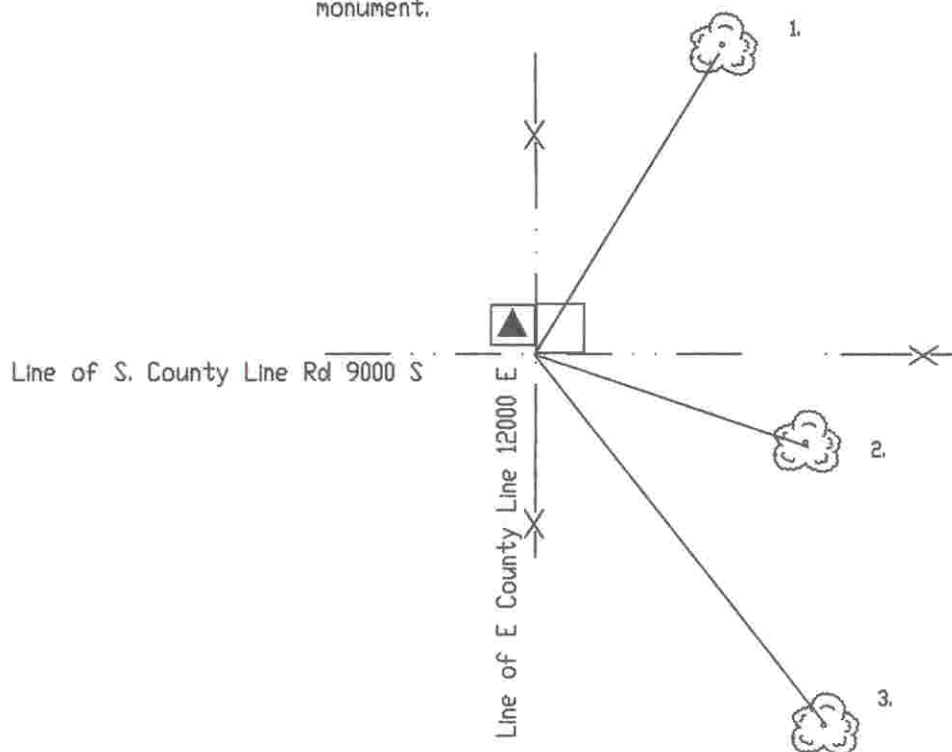 monument.
1.
Line of S. County Line Rd 9000 S
Line of E County Line 12000 E
2.
3.